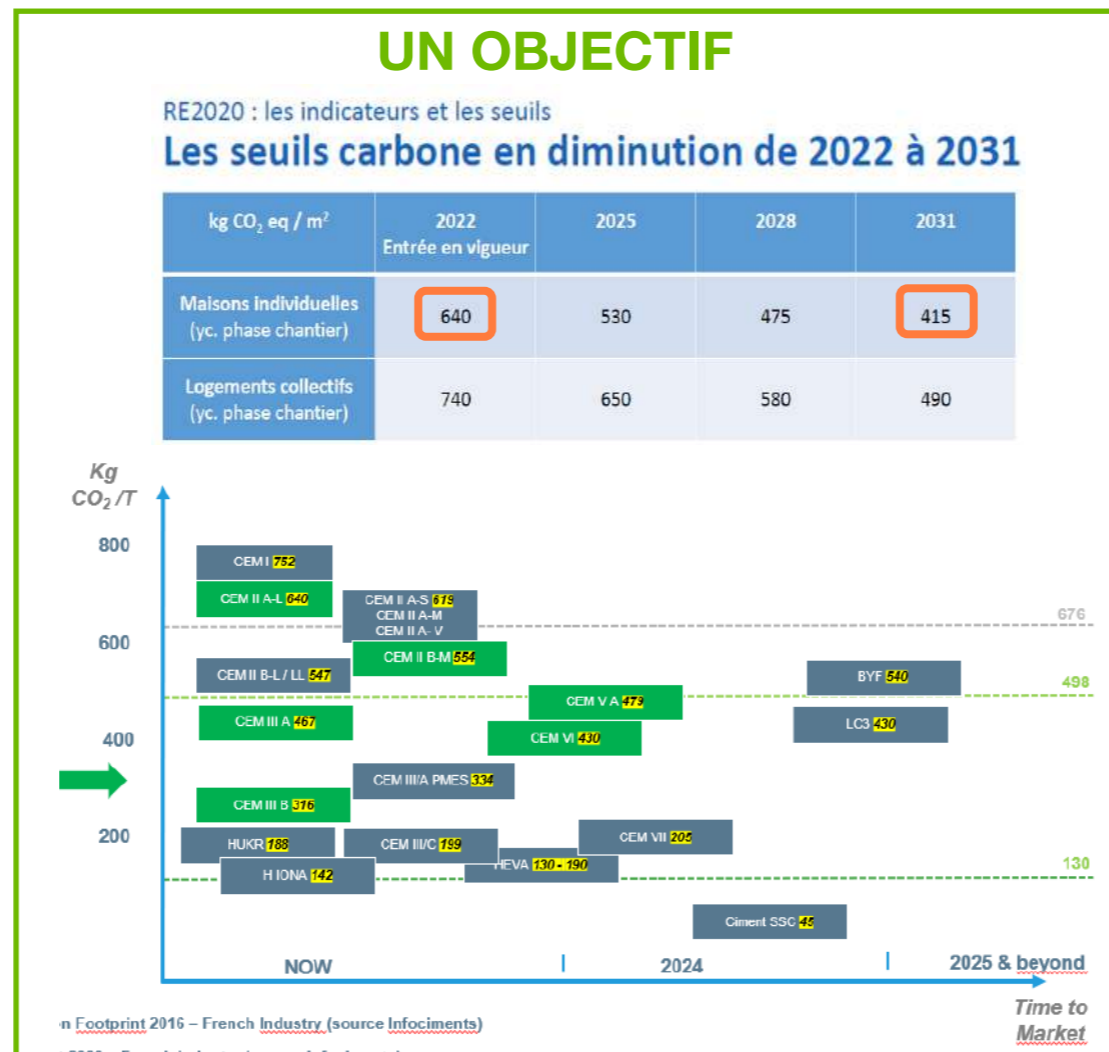 UN OBJECTIF
RE2020 : les indicateurs et les seuils
Les seuils carbone en diminution de 2022 à 2031
kg CO₂ eq / m² 2022 2025 2028 2031
Entrée en vigueur
Maisons individuelles 640 530 475 415
(yc. phase chantier)
Logements collectifs 740 650 580 490
(yc. phase chantier)
Kg
CO₂ /T
800
CEM I 752
CEM II A-L 640
CEM II A-S 619
CEM II A-M
CEM II A- V
676
600
CEM II B-M 554
CEM II B-L / LL 547
BYF 540
498
CEM V A 479
CEM III A 467
LC3 430
CEM VI 430
400
CEM III/A PMES 334
CEM III B 316
200
CEM VII 205
HUKR 188
CEM III/C 199
HEVA 130 - 190
130
H IONA 142
Ciment SSC 45
NOW 2024 2025 & beyond
Time to
Market
n Footprint 2016 – French Industry (source Infociments)